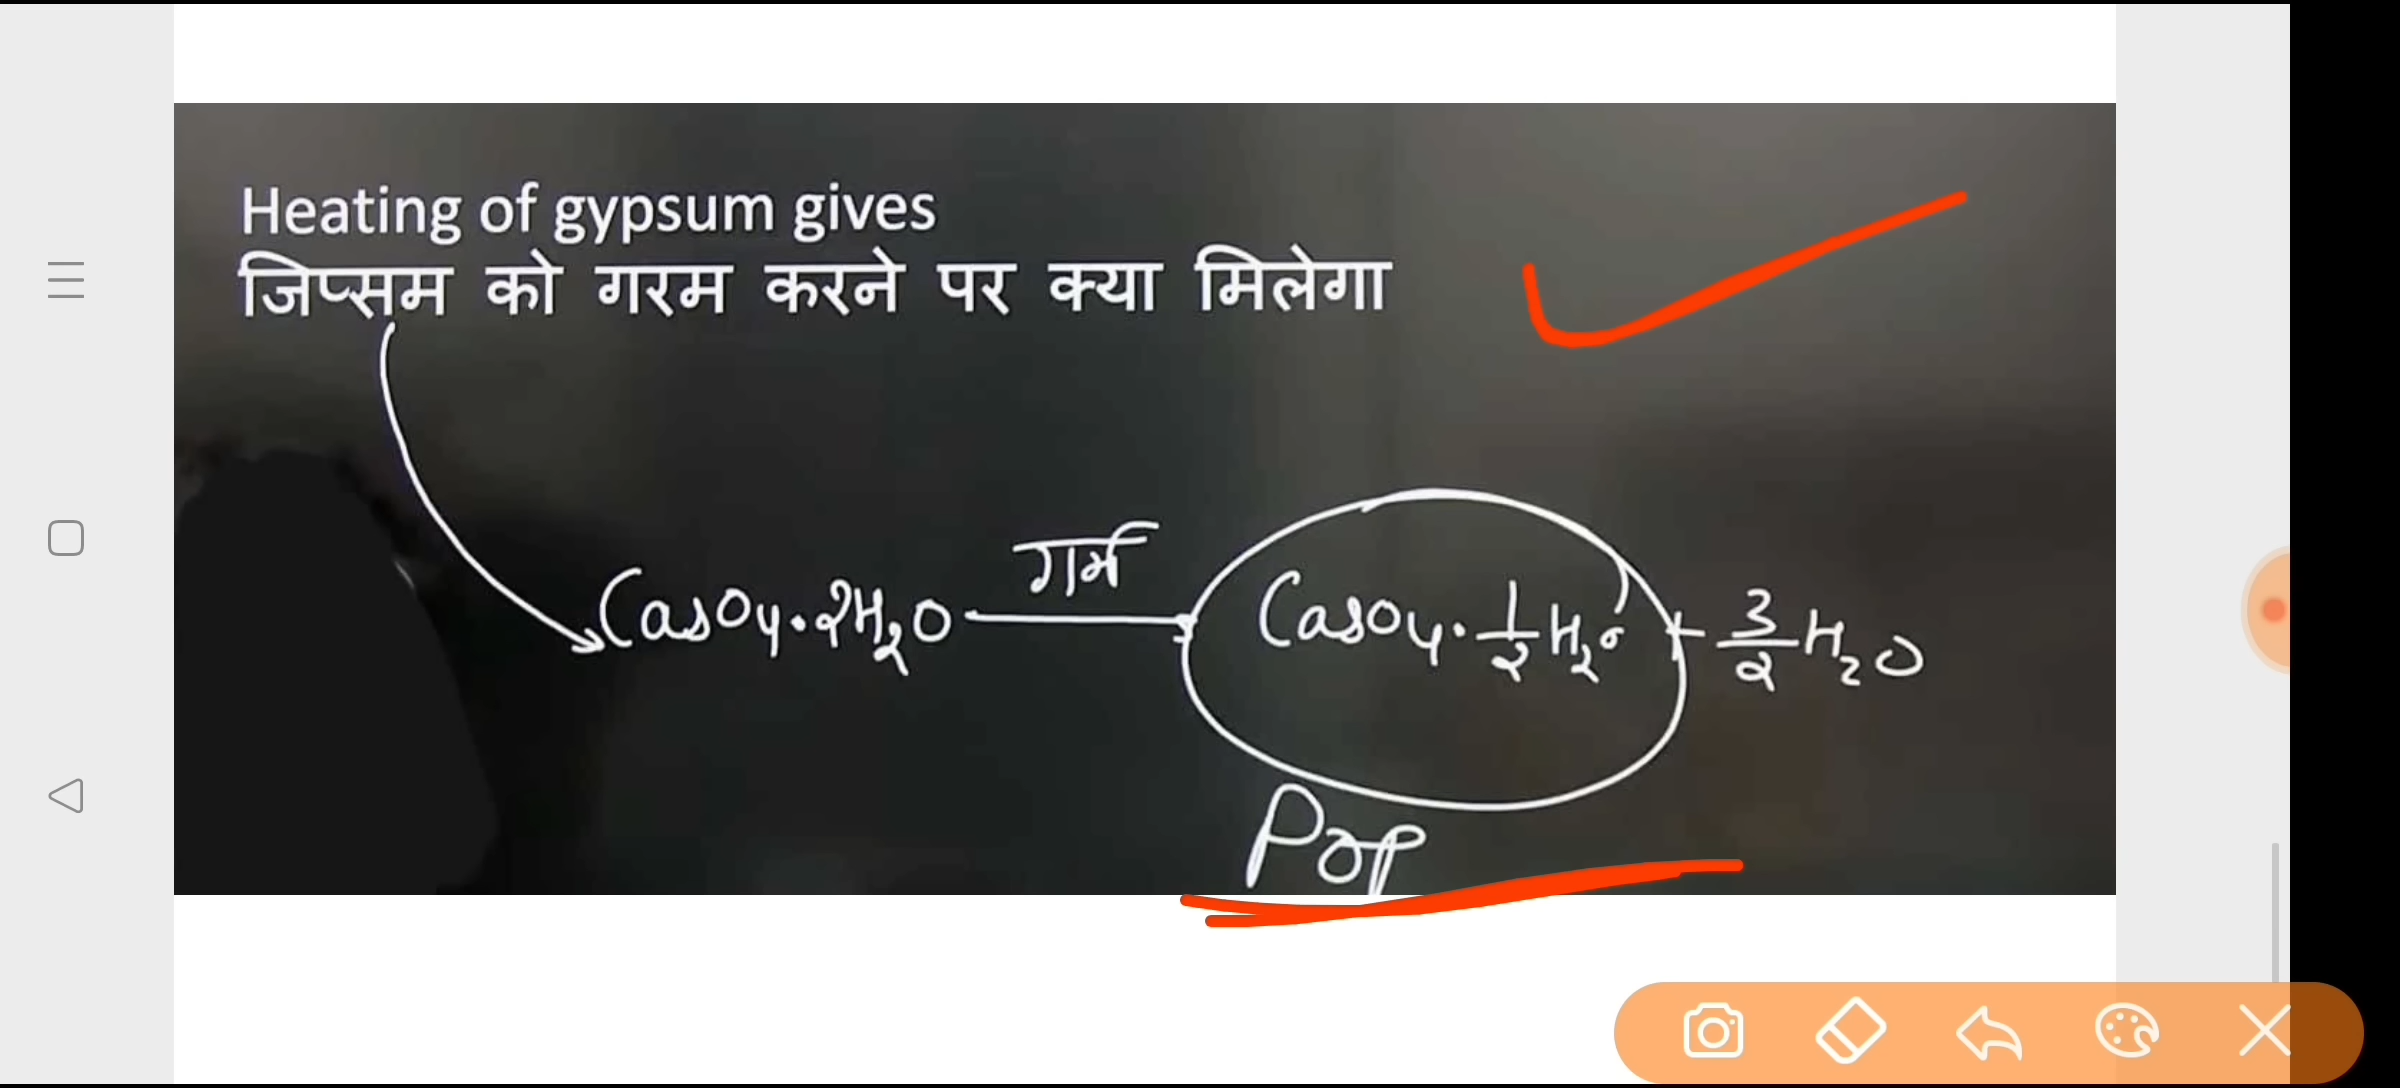 Heating of gypsum gives
जिप्सम को गरम करने पर क्या मिलेगा
गर्म
CaSO4.2H2O → CaSO4.1/2H2O + 3/2H2O
POP